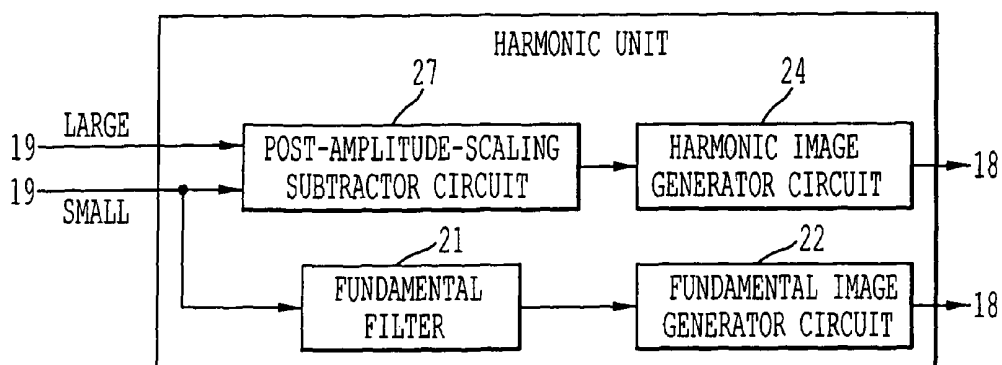 HARMONIC UNIT
27
24
LARGE
19
POST-AMPLITUDE-SCALING
SUBTRACTOR CIRCUIT
HARMONIC IMAGE
GENERATOR CIRCUIT
18
19
SMALL
21
22
FUNDAMENTAL
FILTER
FUNDAMENTAL IMAGE
GENERATOR CIRCUIT
18